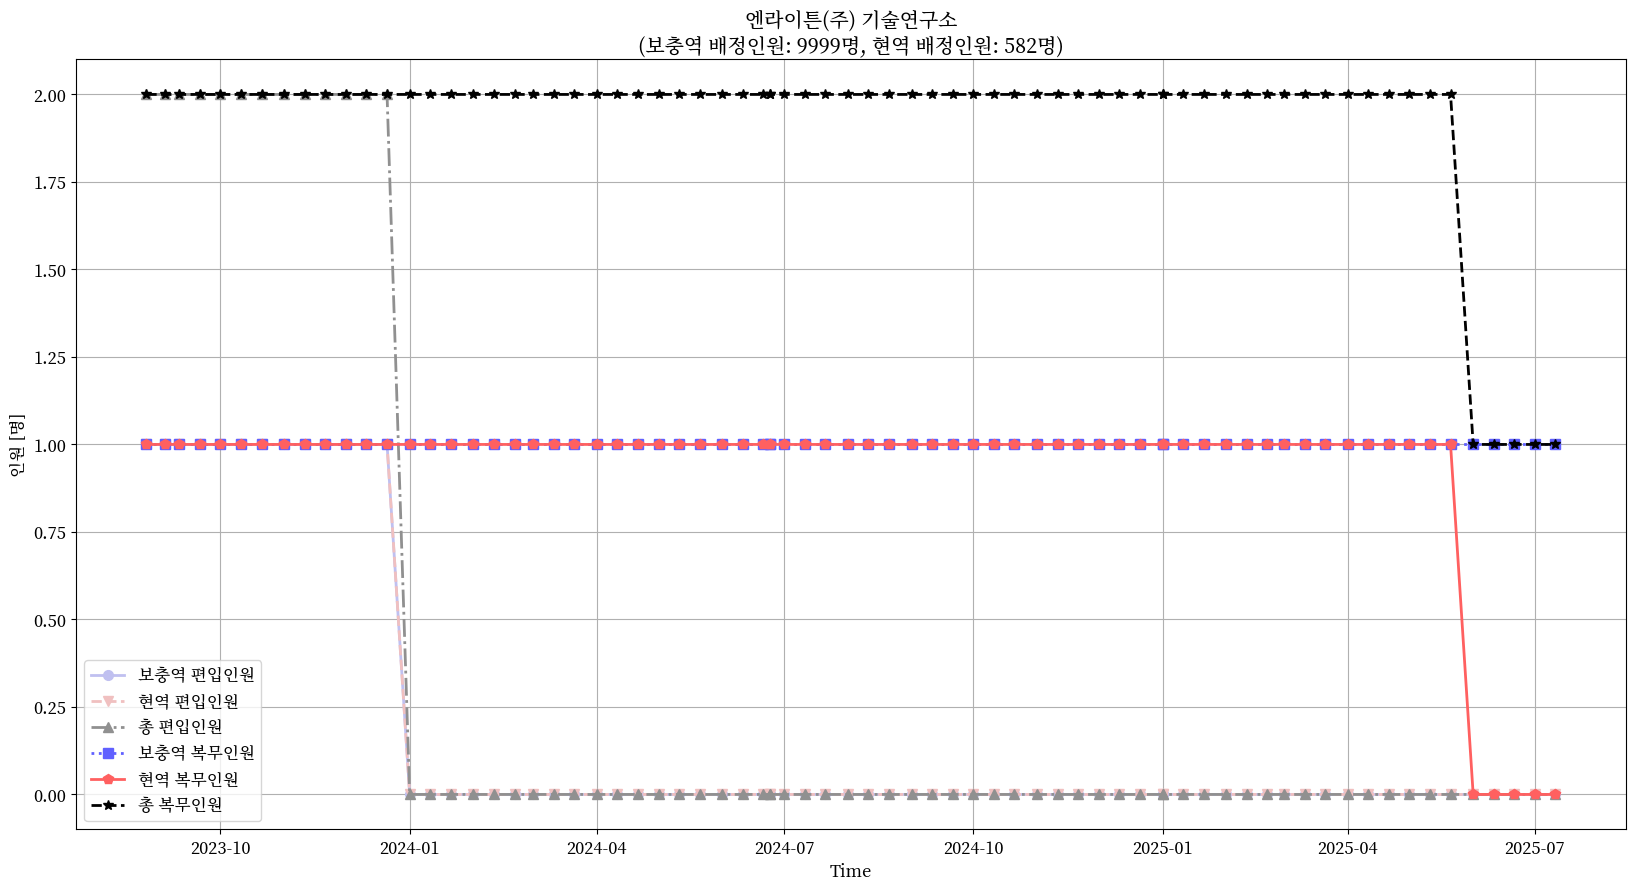 엔라이튼(주) 기술연구소
(보충역 배정인원: 9999명, 현역 배정인원: 582명)
인원 [명]
2.00
1.75
1.50
1.25
1.00
0.75
0.50
0.25
0.00
보충역 편입인원
현역 편입인원
총 편입인원
보충역 복무인원
현역 복무인원
총 복무인원
2023-10 2024-01 2024-04 2024-07 2024-10 2025-01 2025-04 2025-07
Time